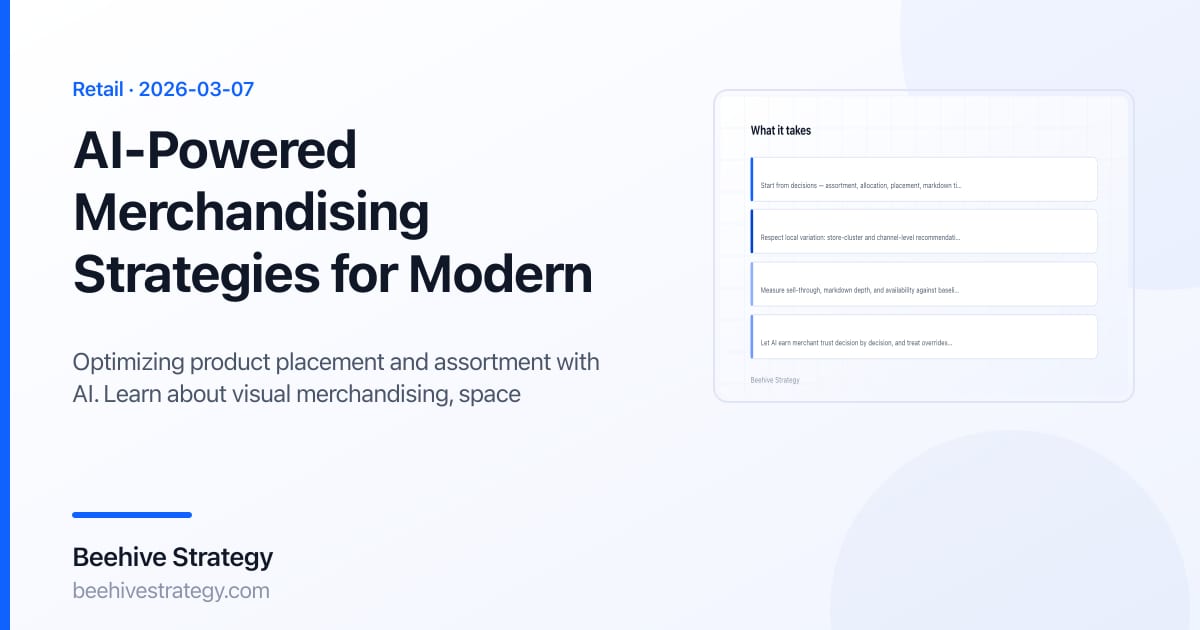 Retail · 2026-03-07
AI-Powered
Merchandising
Strategies for Modern
Optimizing product placement and assortment with
AI. Learn about visual merchandising, space
Beehive Strategy
beehivestrategy.com
What it takes
Start from decisions — assortment, allocation, placement, markdown ti...
Respect local variation: store-cluster and channel-level recommendati...
Measure sell-through, markdown depth, and availability against baseli...
Let AI earn merchant trust decision by decision, and treat overrides...
Beehive Strategy